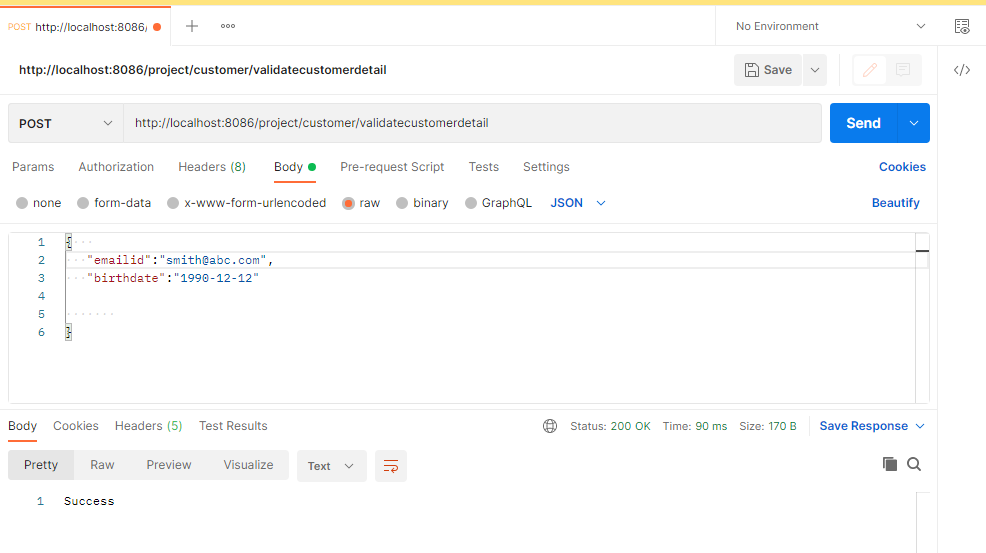 POST http://localhost:8086/
No Environment
http://localhost:8086/project/customer/validatecustomerdetail
Save
POST http://localhost:8086/project/customer/validatecustomerdetail Send
Params Authorization Headers (8) Body Pre-request Script Tests Settings Cookies
none form-data x-www-form-urlencoded raw binary GraphQL JSON Beautify
1 {
2 "emailid":"smith@abc.com",
3 "birthdate":"1990-12-12"
4
5
6 }
Body Cookies Headers (5) Test Results Status: 200 OK Time: 90 ms Size: 170 B Save Response
Pretty Raw Preview Visualize Text
1 Success